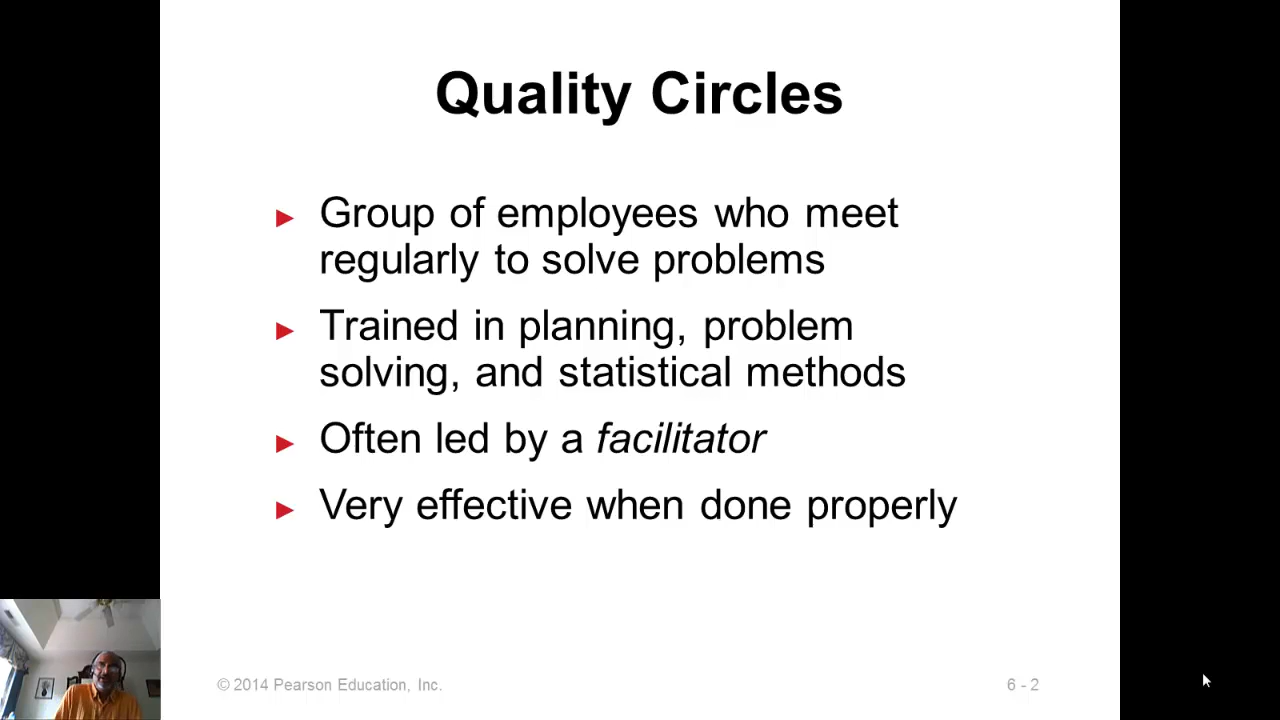 Quality Circles
► Group of employees who meet
regularly to solve problems
► Trained in planning, problem
solving, and statistical methods
► Often led by a facilitator
► Very effective when done properly
© 2014 Pearson Education, Inc.
6 - 2